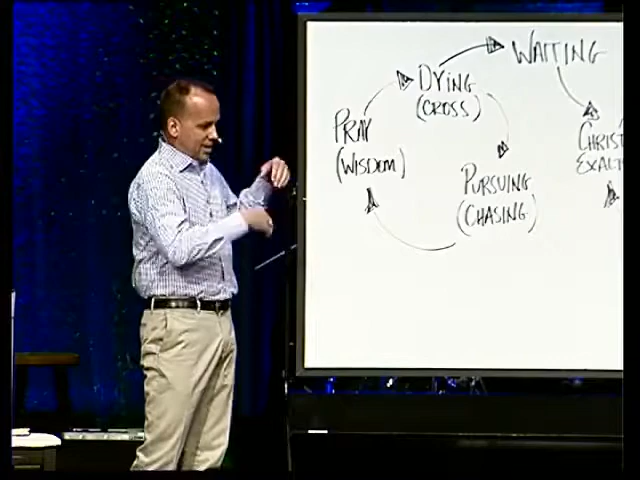 WAITING
DYING
(CROSS)
PRAY
(WISDOM)
CHRIST
PURSUING
(CHASING)